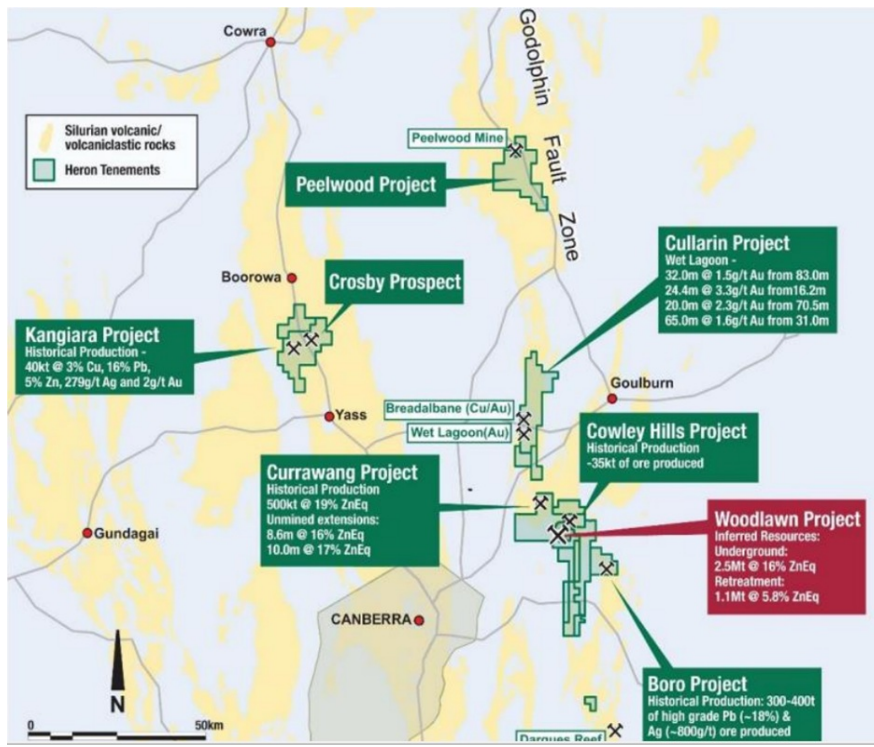 Cowra
Godolphin Fault Zone
Silurian volcanic/
volcaniclastic rocks
Heron Tenements
Peelwood Mine
Peelwood Project
Cullarin Project
Wet Lagoon -
32.0m @ 1.5g/t Au from 83.0m
24.4m @ 3.3g/t Au from16.2m
20.0m @ 2.3g/t Au from 70.5m
65.0m @ 1.6g/t Au from 31.0m
Boorowa
Crosby Prospect
Kangiara Project
Historical Production -
40kt @ 3% Cu, 16% Pb,
5% Zn, 279g/t Ag and 2g/t Au
Goulburn
Breadalbane (Cu/Au)
Yass
Wet Lagoon(Au)
Cowley Hills Project
Historical Production
-35kt of ore produced
Currawang Project
Historical Production
500kt @ 19% ZnEq
Unmined extensions:
8.6m @ 16% ZnEq
10.0m @ 17% ZnEq
Gundagai
Woodlawn Project
Inferred Resources:
Underground:
2.5Mt @ 16% ZnEq
Retreatment:
1.1Mt @ 5.8% ZnEq
CANBERRA
N
Boro Project
Historical Production: 300-400t
of high grade Pb (~18%) &
Ag (~800g/t) ore produced
0 50km
Dargues Reef